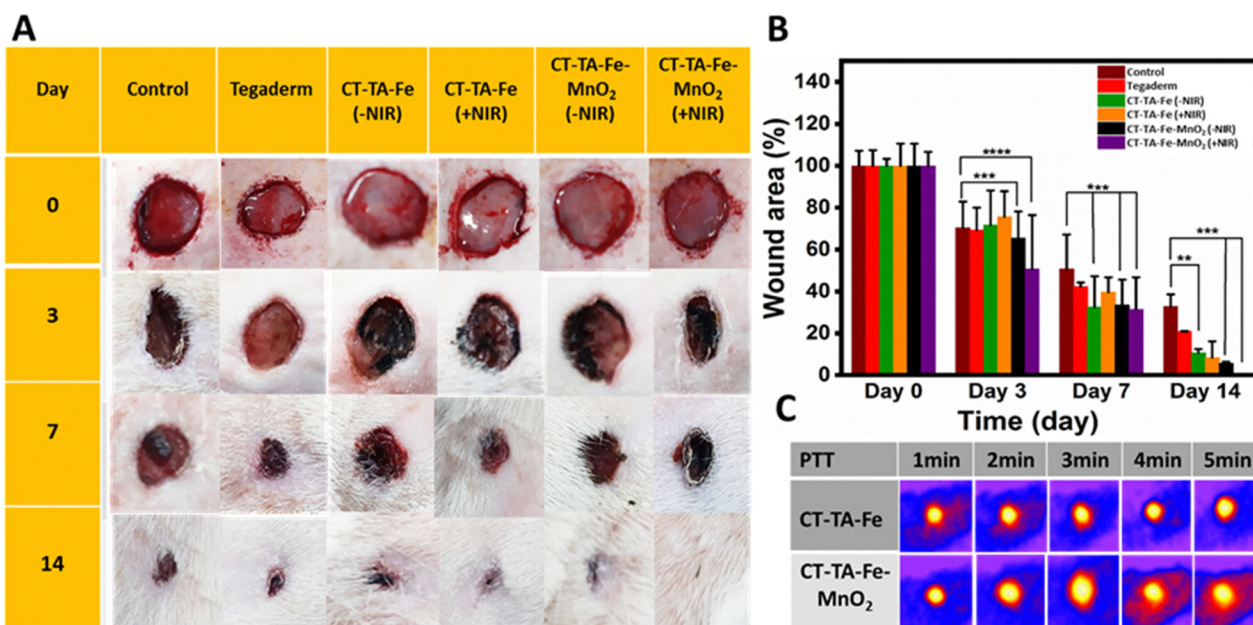 A
Day
Control
Tegaderm
CT-TA-Fe
(-NIR)
CT-TA-Fe
(+NIR)
CT-TA-Fe-
MnO₂
(-NIR)
CT-TA-Fe-
MnO₂
(+NIR)
0
3
7
14
B
Wound area (%)
140
120
100
80
60
40
20
0
Control
Tegaderm
CT-TA-Fe (-NIR)
CT-TA-Fe (+NIR)
CT-TA-Fe-MnO₂ (-NIR)
CT-TA-Fe-MnO₂ (+NIR)
****
***
***
***
**
Day 0
Day 3
Day 7
Day 14
Time (day)
C
PTT
1min
2min
3min
4min
5min
CT-TA-Fe
CT-TA-Fe-
MnO₂